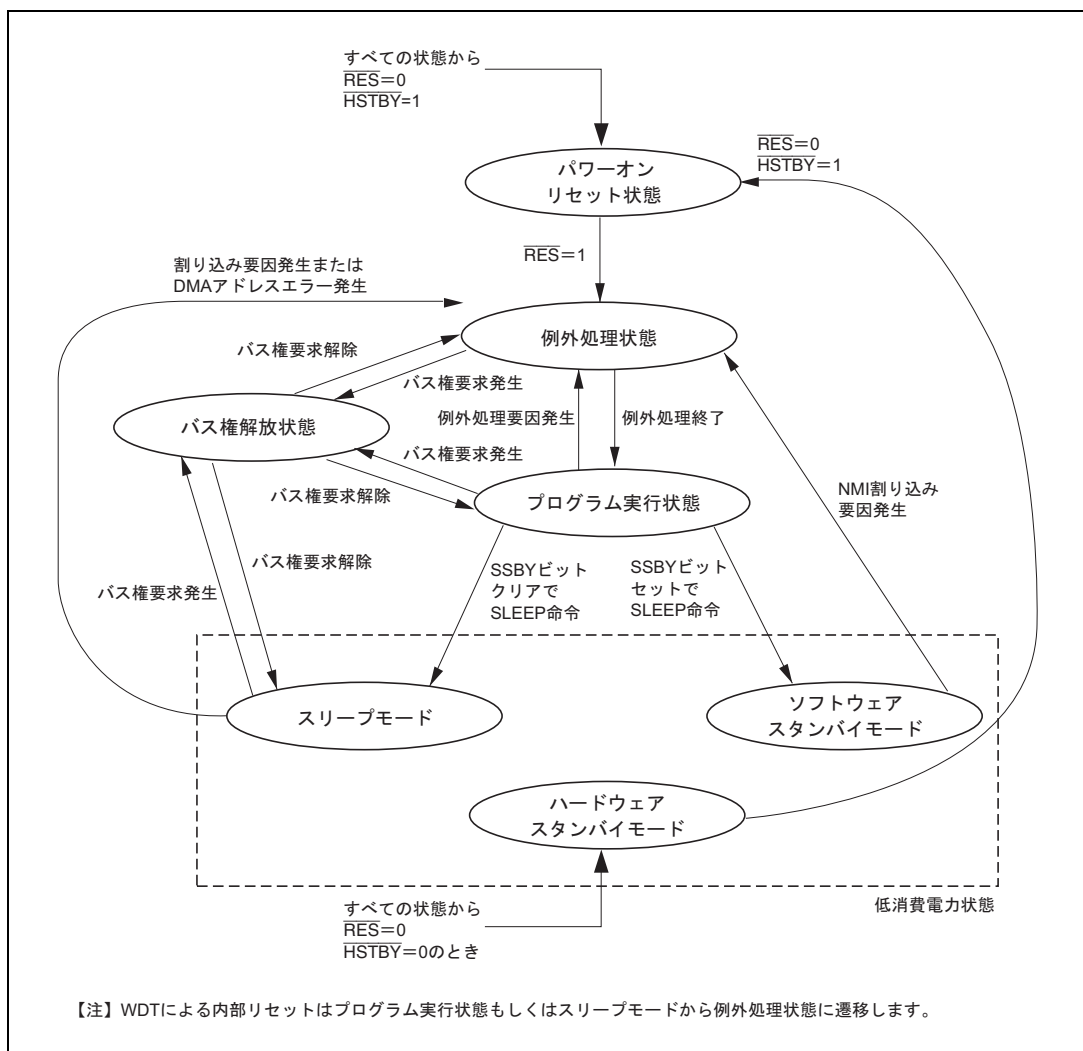 すべての状態から
RES=0
HSTBY=1
RES=0
HSTBY=1
パワーオン
リセット状態
RES=1
割り込み要因発生または
DMAアドレスエラー発生
例外処理状態
バス権要求解除
バス権要求発生
例外処理要因発生
例外処理終了
バス権解放状態
バス権要求発生
バス権要求解除
プログラム実行状態
NMI割り込み
要因発生
バス権要求解除
バス権要求発生
SSBYビット
クリアで
SLEEP命令
SSBYビット
セットで
SLEEP命令
スリープモード
ソフトウェア
スタンバイモード
ハードウェア
スタンバイモード
低消費電力状態
すべての状態から
RES=0
HSTBY=0のとき
【注】WDTによる内部リセットはプログラム実行状態もしくはスリープモードから例外処理状態に遷移します。